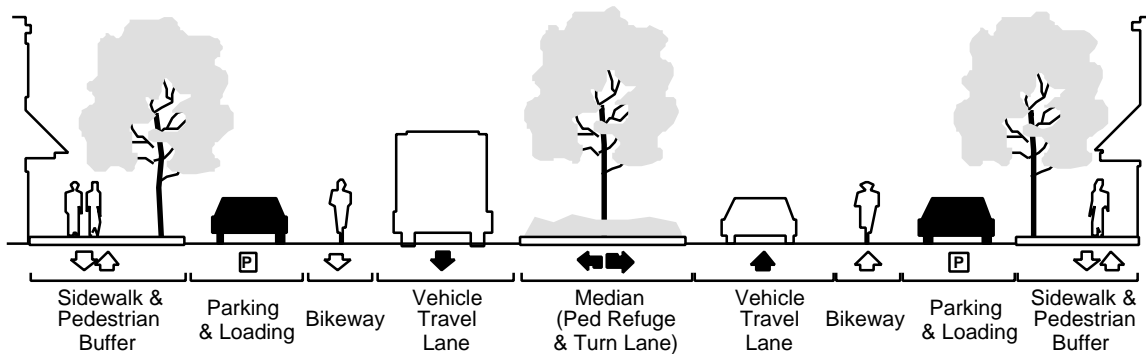 P
P
Sidewalk &
Pedestrian
Buffer
Parking
& Loading
Bikeway
Vehicle
Travel
Lane
Median
(Ped Refuge
& Turn Lane)
Vehicle
Travel
Lane
Bikeway
Parking
& Loading
Sidewalk &
Pedestrian
Buffer